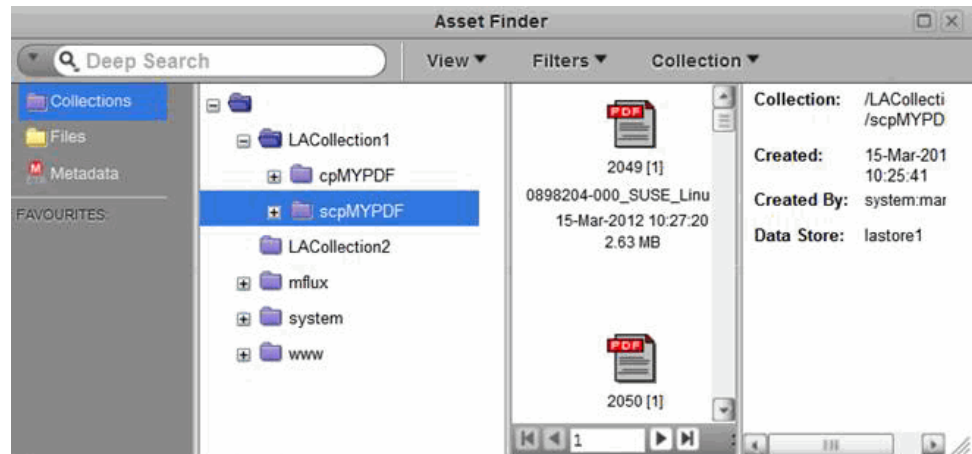 Asset Finder
Deep Search
View
Filters
Collection
Collections
Files
Metadata
FAVOURITES:
LACollection1
cpMYPDF
scpMYPDF
LACollection2
mflux
system
www
PDF
2049 [1]
0898204-000_SUSE_Linu
15-Mar-2012 10:27:20
2.63 MB
PDF
2050 [1]
1
Collection: /LACollecti
/scpMYPD
Created: 15-Mar-201
10:25:41
Created By: system:mar
Data Store: lastore1